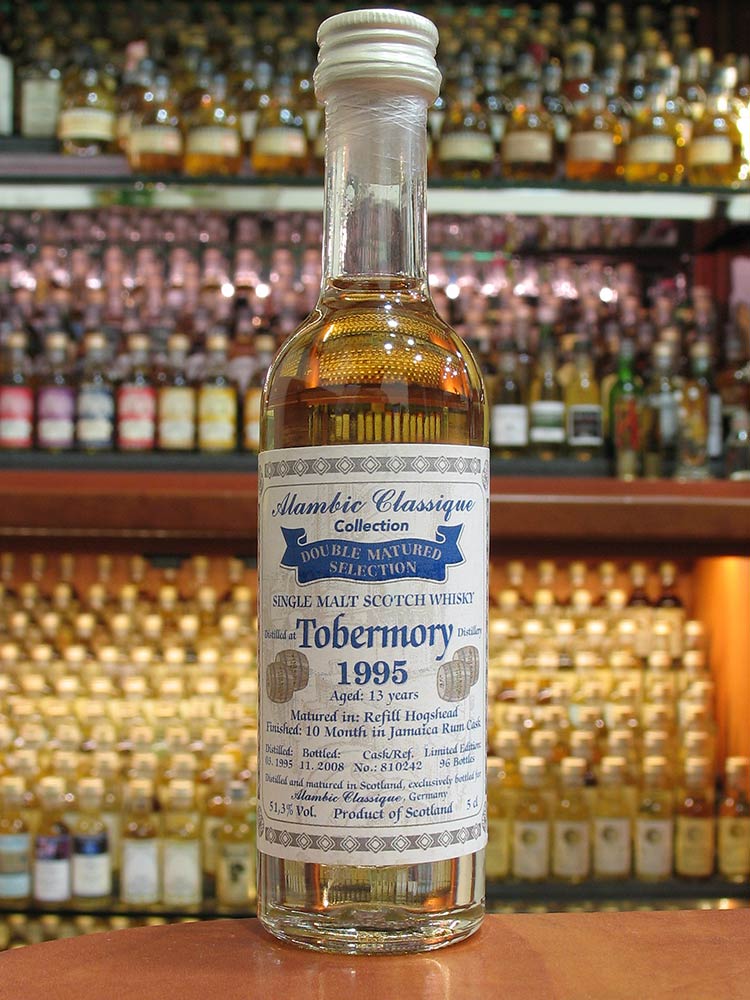 Alambic Classique
Collection
DOUBLE MATURED
SELECTION
SINGLE MALT SCOTCH WHISKY
Distilled at Tobermory Distillery
1995
Aged: 13 years
Matured in: Refill Hogshead
Finished: 10 Month in Jamaica Rum Cask
Distilled: Bottled: Cask/Ref. Limited Edition:
03. 1995 11. 2008 No.: 810242 96 Bottles
Distilled and matured in Scotland, exclusively bottled for
Alambic Classique, Germany
51,3% Vol. Product of Scotland 5 cl